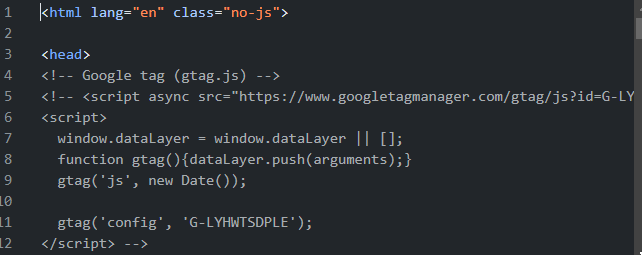 1 <html lang="en" class="no-js">
2
3 <head>
4 <!-- Google tag (gtag.js) -->
5 <!-- <script async src="https://www.googletagmanager.com/gtag/js?id=G-LY
6 <script>
7 window.dataLayer = window.dataLayer || [];
8 function gtag(){dataLayer.push(arguments);}
9 gtag('js', new Date());
10
11 gtag('config', 'G-LYHWTSDPLE');
12 </script> -->